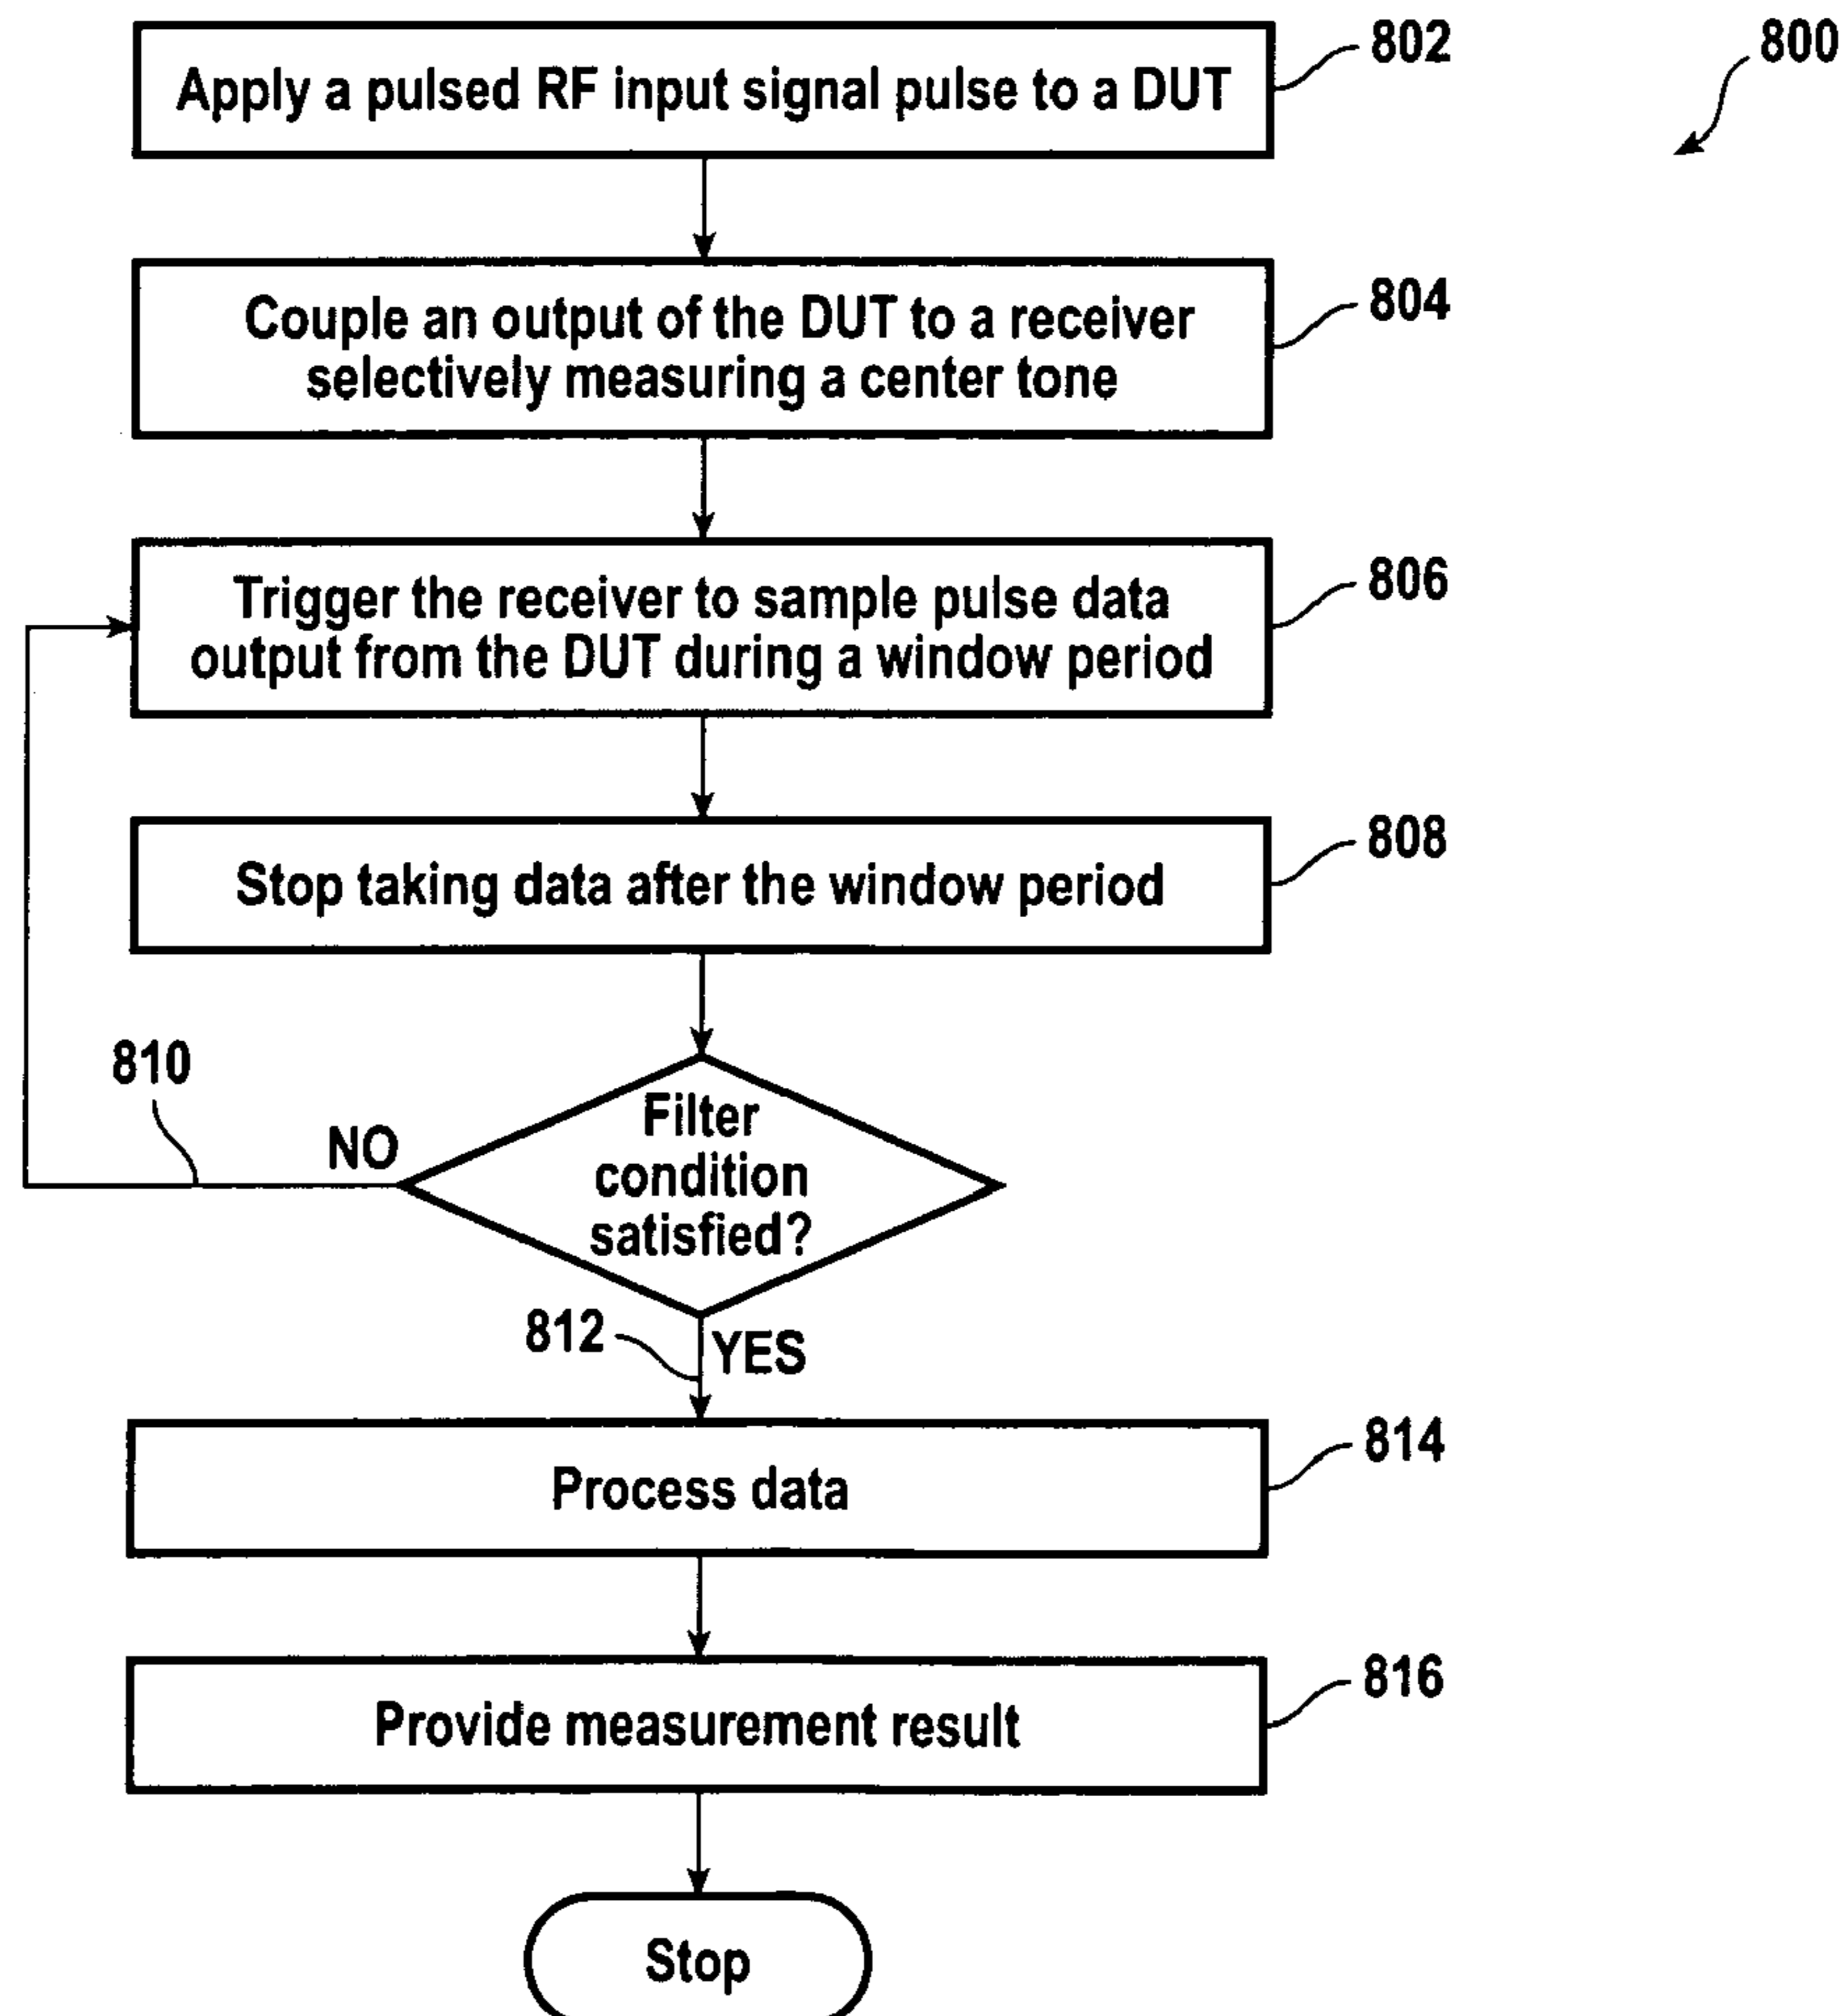 800
Apply a pulsed RF input signal pulse to a DUT
802
Couple an output of the DUT to a receiver
selectively measuring a center tone
804
Trigger the receiver to sample pulse data
output from the DUT during a window period
806
Stop taking data after the window period
808
Filter
condition
satisfied?
NO
810
YES
812
Process data
814
Provide measurement result
816
Stop